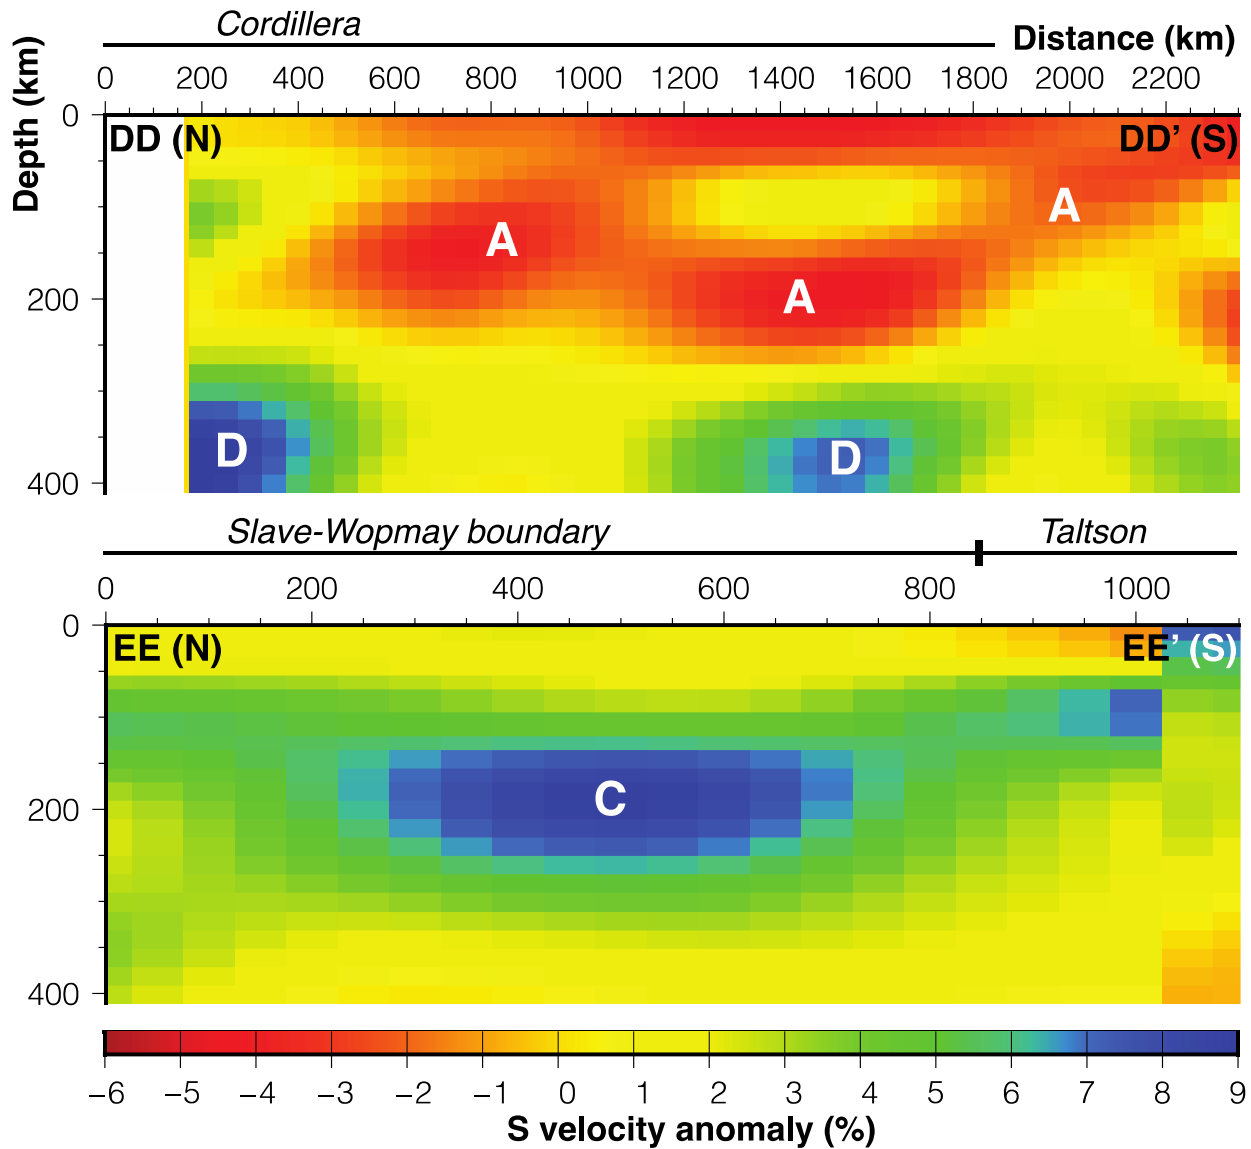 Cordillera
Distance (km)
0 200 400 600 800 1000 1200 1400 1600 1800 2000 2200
Depth (km)
0
200
400
DD (N)
DD’ (S)
A
A
A
D
D
Slave-Wopmay boundary
Taltson
0 200 400 600 800 1000
0
200
400
EE (N)
EE’ (S)
C
−6 −5 −4 −3 −2 −1 0 1 2 3 4 5 6 7 8 9
S velocity anomaly (%)